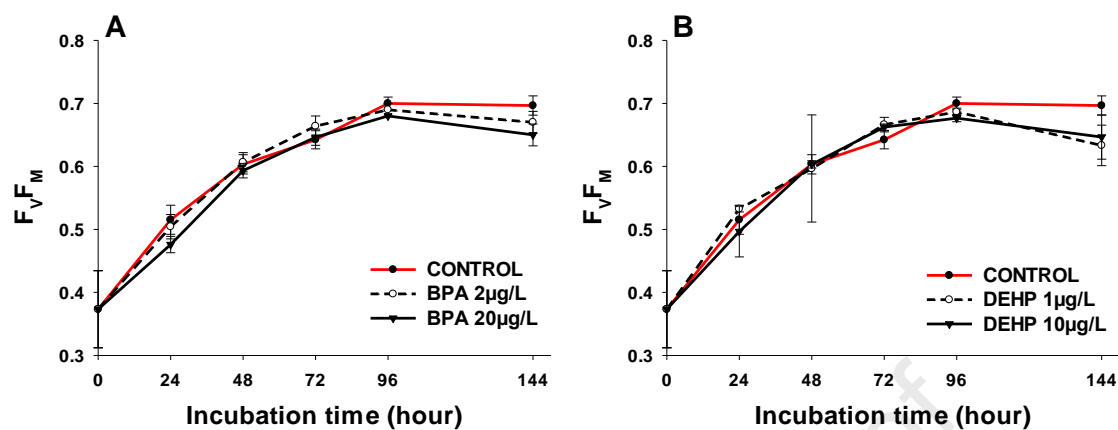 A
0.8
0.7
0.6
0.5
0.4
0.3
FVFM
0 24 48 72 96 144
Incubation time (hour)
CONTROL
BPA 2µg/L
BPA 20µg/L
B
0.8
0.7
0.6
0.5
0.4
0.3
FVFM
0 24 48 72 96 144
Incubation time (hour)
CONTROL
DEHP 1µg/L
DEHP 10µg/L